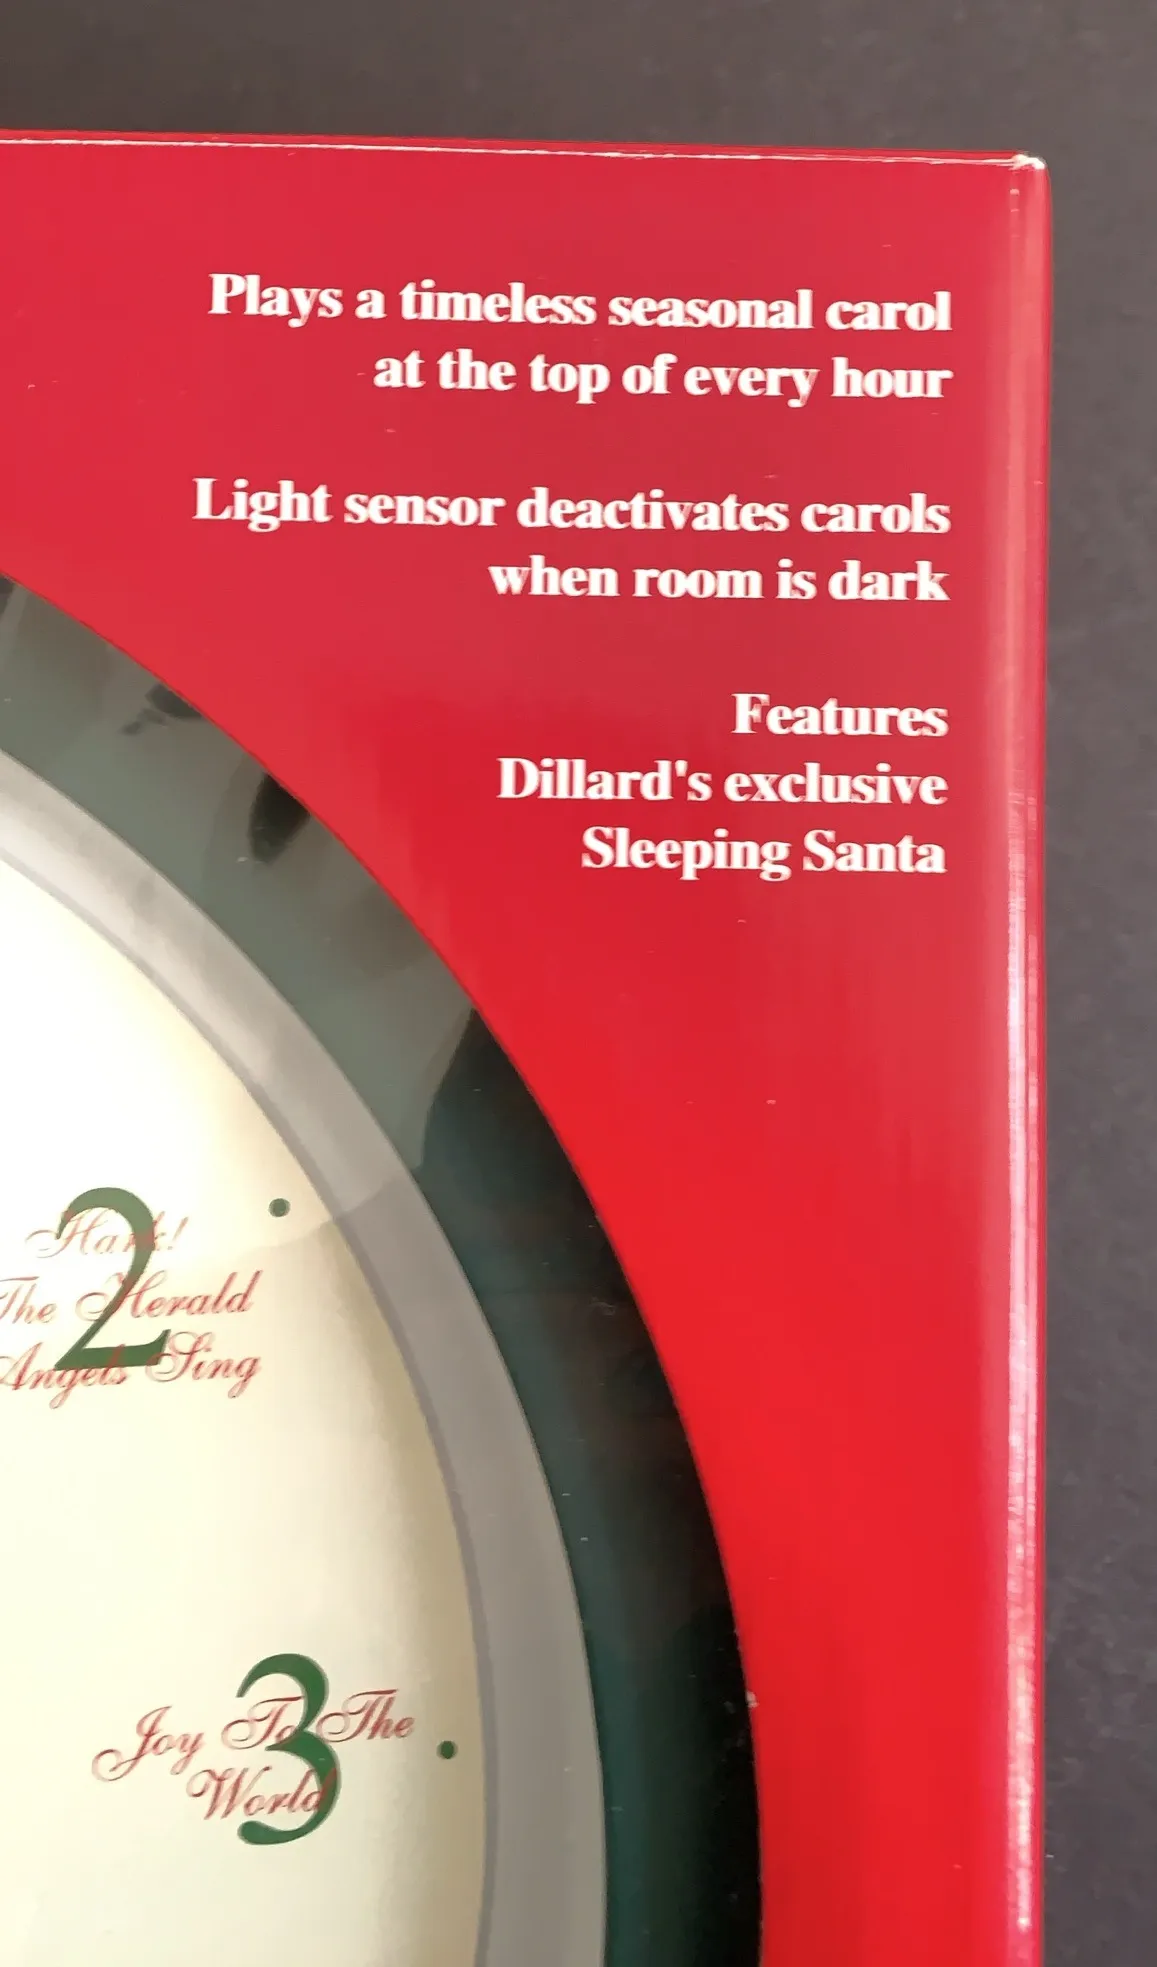 Plays a timeless seasonal carol
at the top of every hour
Light sensor deactivates carols
when room is dark
Features
Dillard's exclusive
Sleeping Santa
2
Hark!
The Herald
Angels Sing
3
Joy To The
World